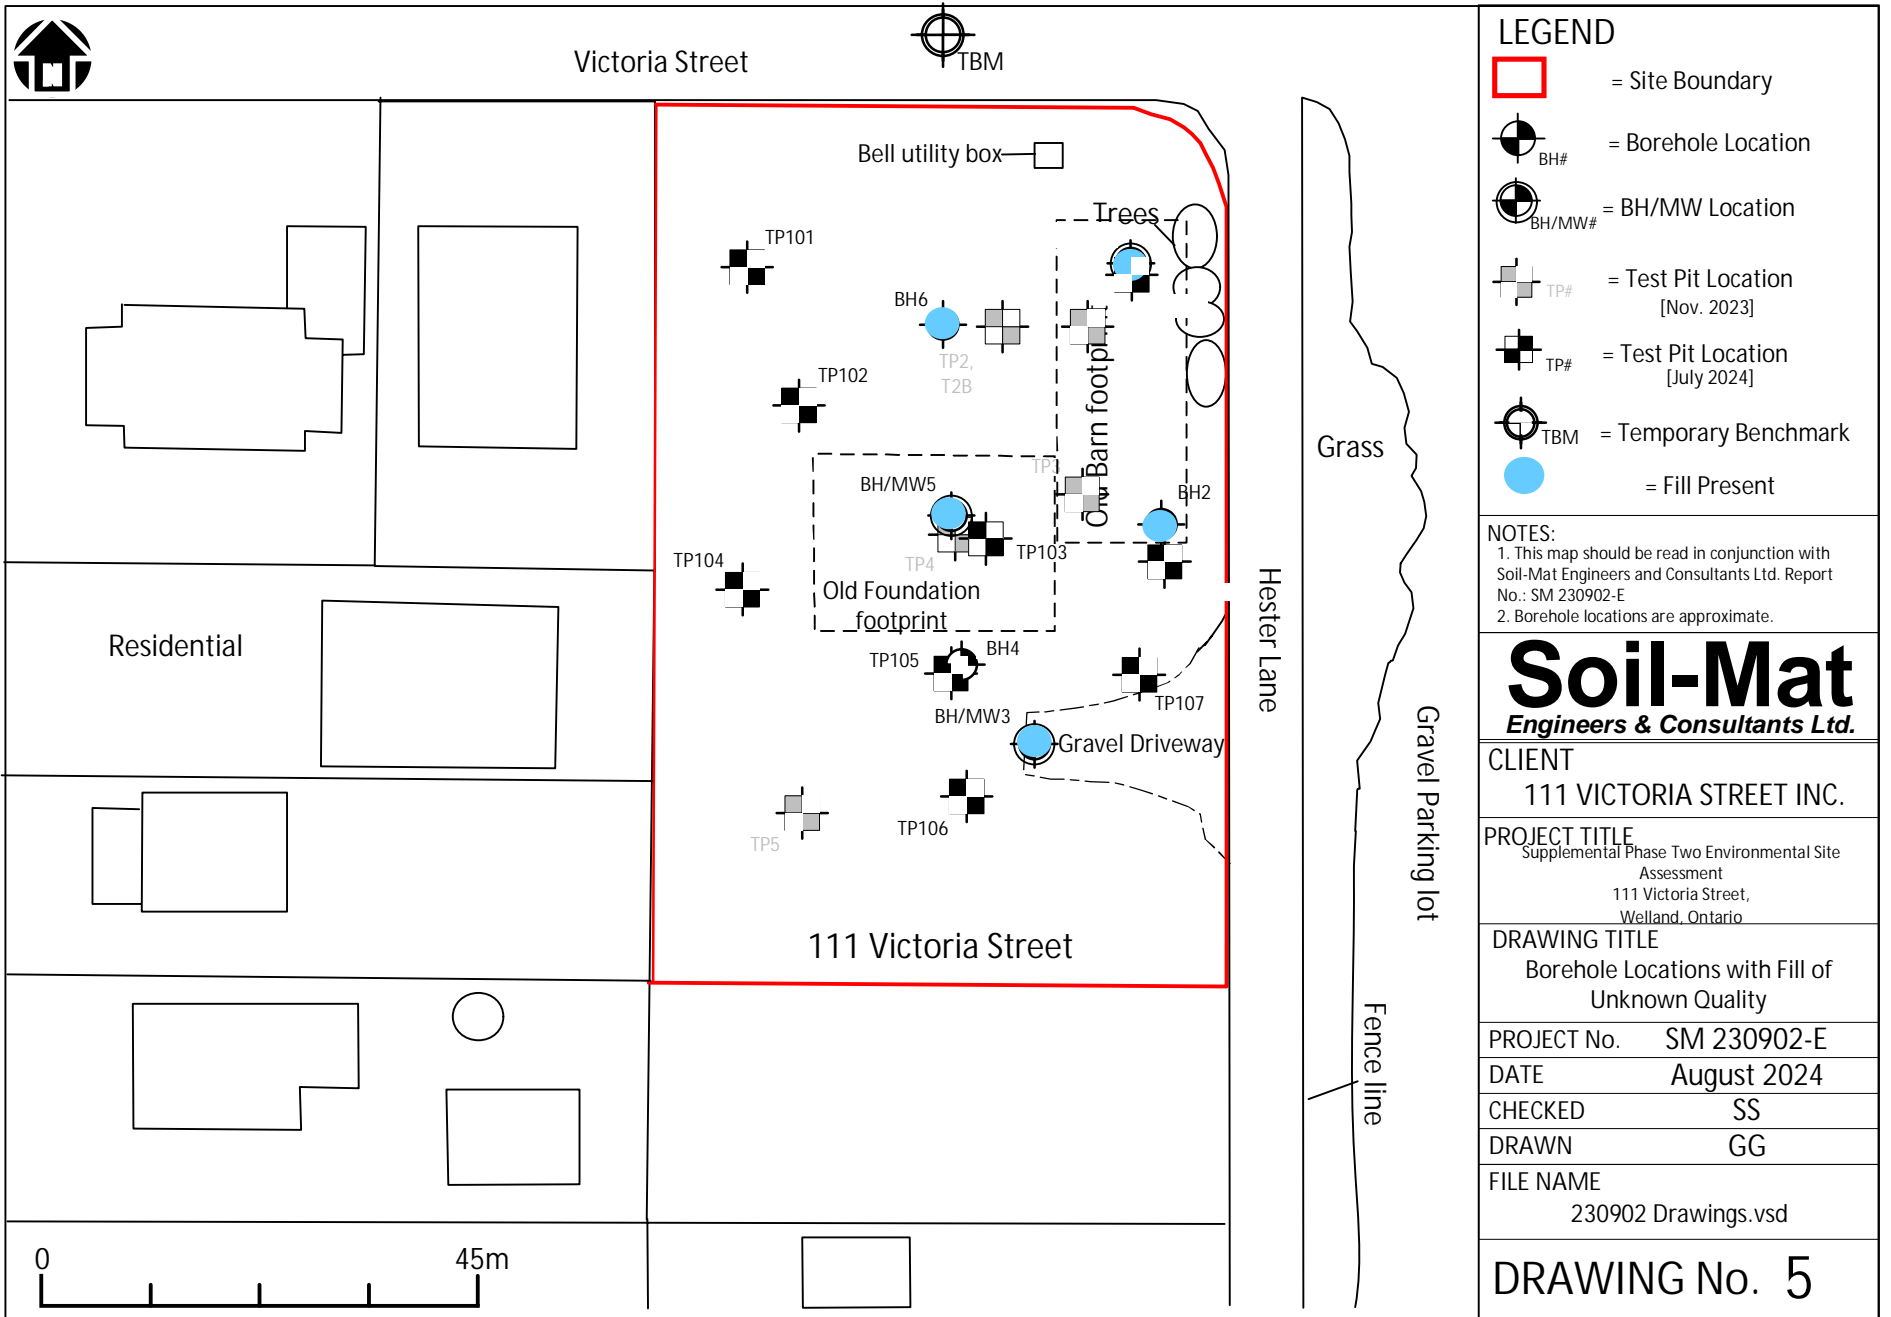 N
Victoria Street
TBM
Bell utility box
Trees
TP101
BH6
TP2,
T2B
TP102
Old Barn footpri
TP3
BH2
BH/MW5
TP103
TP4
TP104
Old Foundation
footprint
Residential
TP105
BH4
BH/MW3
TP107
Gravel Driveway
TP106
TP5
111 Victoria Street
Hester Lane
Grass
Gravel Parking lot
Fence line
0
45m
LEGEND
= Site Boundary
BH#
= Borehole Location
BH/MW#
= BH/MW Location
TP#
= Test Pit Location
[Nov. 2023]
TP#
= Test Pit Location
[July 2024]
TBM
= Temporary Benchmark
= Fill Present
NOTES:
1. This map should be read in conjunction with
Soil-Mat Engineers and Consultants Ltd. Report
No.: SM 230902-E
2. Borehole locations are approximate.
Soil-Mat
Engineers & Consultants Ltd.
CLIENT
111 VICTORIA STREET INC.
PROJECT TITLE
Supplemental Phase Two Environmental Site
Assessment
111 Victoria Street,
Welland, Ontario
DRAWING TITLE
Borehole Locations with Fill of
Unknown Quality
PROJECT No. SM 230902-E
DATE August 2024
CHECKED SS
DRAWN GG
FILE NAME
230902 Drawings.vsd
DRAWING No. 5